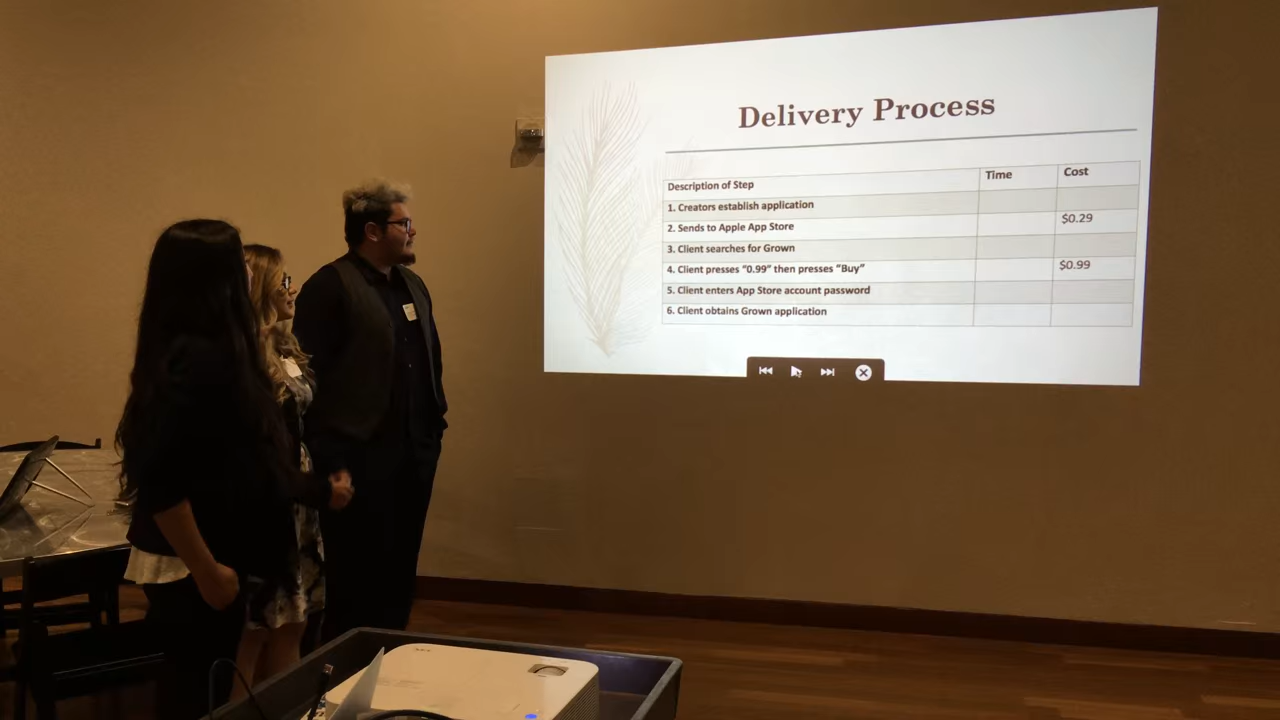 Delivery Process
Description of Step Time Cost
1. Creators establish application
2. Sends to Apple App Store $0.29
3. Client searches for Grown
4. Client presses “0.99” then presses “Buy” $0.99
5. Client enters App Store account password
6. Client obtains Grown application